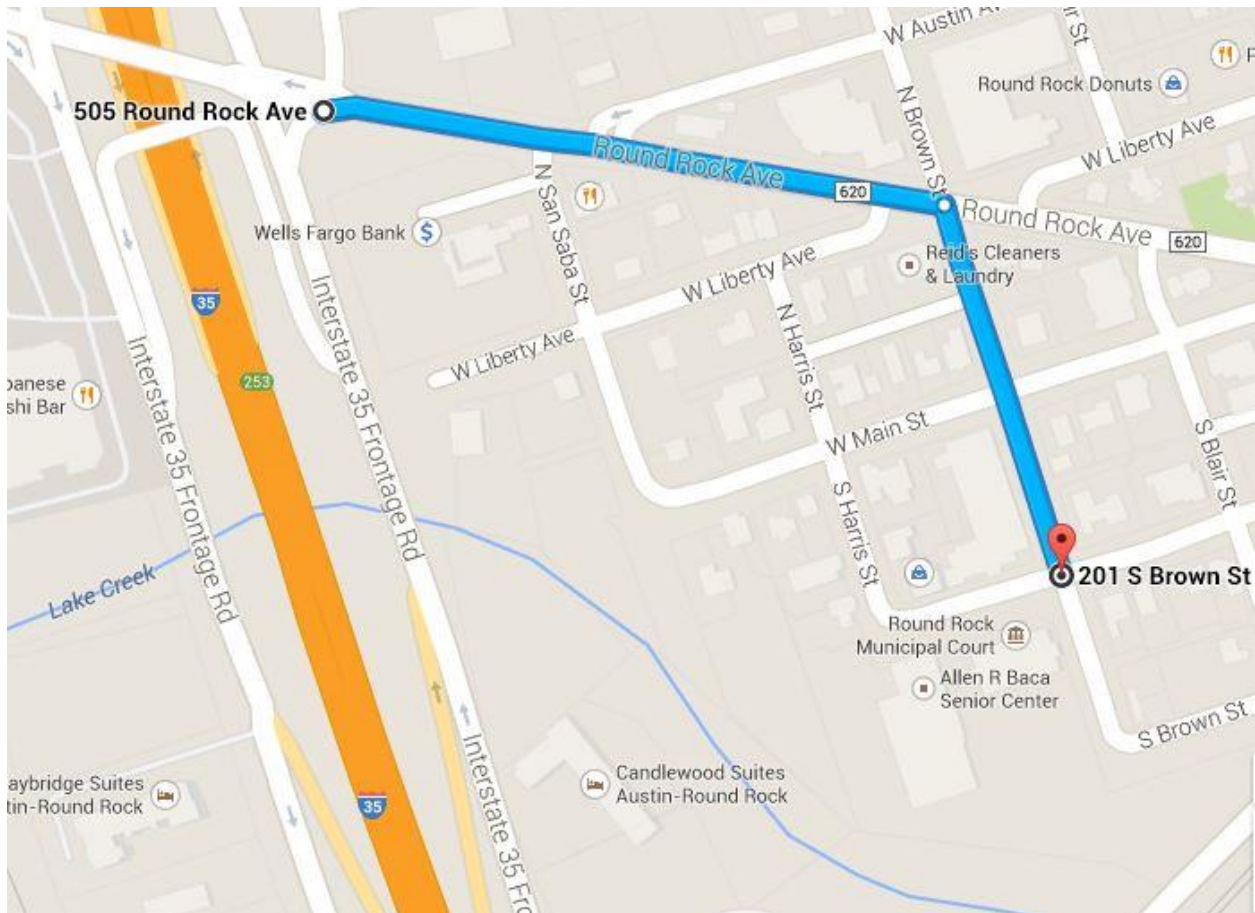 W Austin Av
ir St
Round Rock Donuts
P
505 Round Rock Ave
N Brown St
W Liberty Ave
Round Rock Ave
620
Round Rock Ave
620
N San Saba St
Wells Fargo Bank
$
Reid's Cleaners
& Laundry
W Liberty Ave
35
Interstate 35 Frontage Rd
N Harris St
W Liberty Ave
Interstate 35 Frontage Rd
253
panese
shi Bar
W Main St
S Blair St
S Harris St
Lake Creek
201 S Brown St
Round Rock
Municipal Court
Allen R Baca
Senior Center
S Brown St
Interstate 35 Fro
Candlewood Suites
Austin-Round Rock
aybridge Suites
tin-Round Rock
35